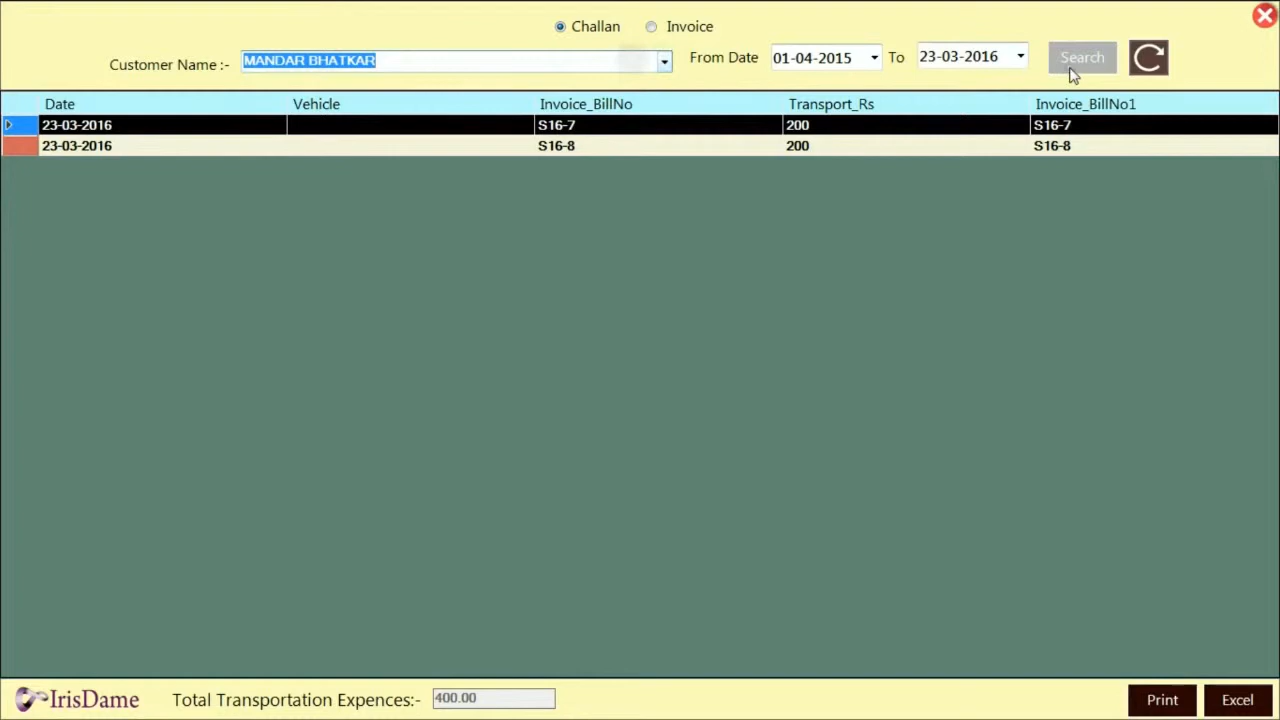 Challan Invoice
Customer Name :- MANDAR BHATKAR From Date 01-04-2015 To 23-03-2016 Search
Date Vehicle Invoice_BillNo Transport_Rs Invoice_BillNo1
23-03-2016 S16-7 200 S16-7
23-03-2016 S16-8 200 S16-8
IrisDame Total Transportation Expences:- 400.00 Print Excel